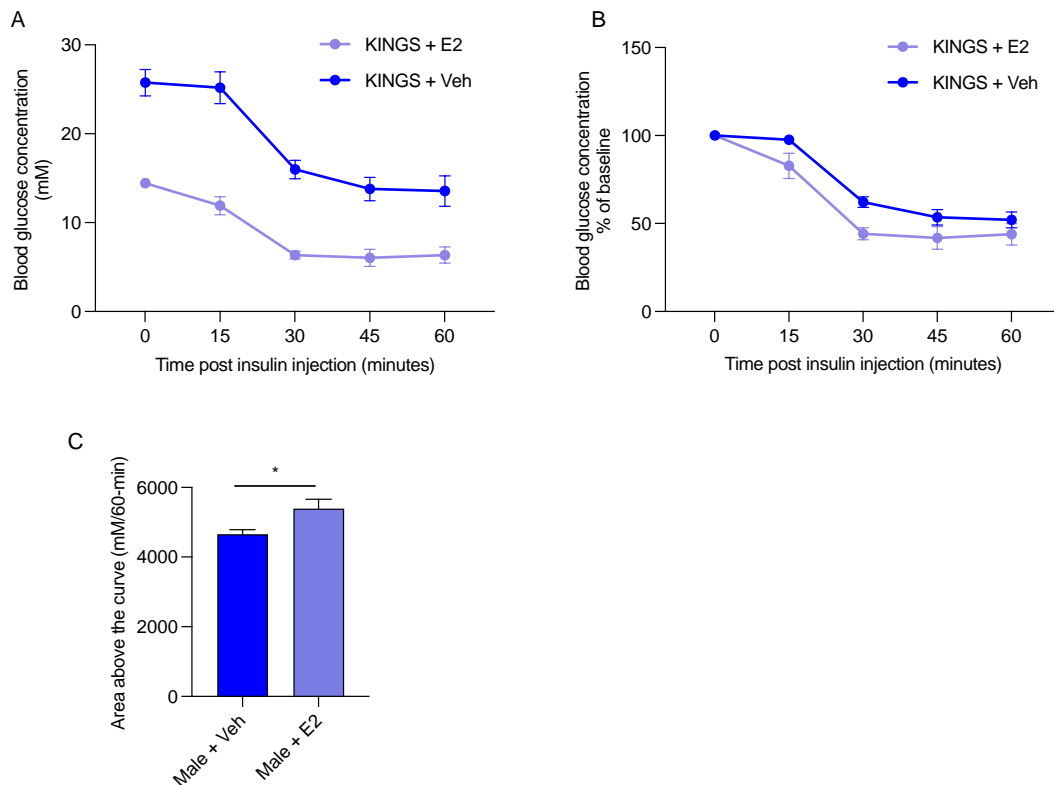 A
KINGS + E2
KINGS + Veh
Blood glucose concentration
(mM)
30
20
10
0
0 15 30 45 60
Time post insulin injection (minutes)
B
KINGS + E2
KINGS + Veh
Blood glucose concentration
% of baseline
150
100
50
0
0 15 30 45 60
Time post insulin injection (minutes)
C
*
Area above the curve (mM/60-min)
6000
4000
2000
0
Male + Veh
Male + E2